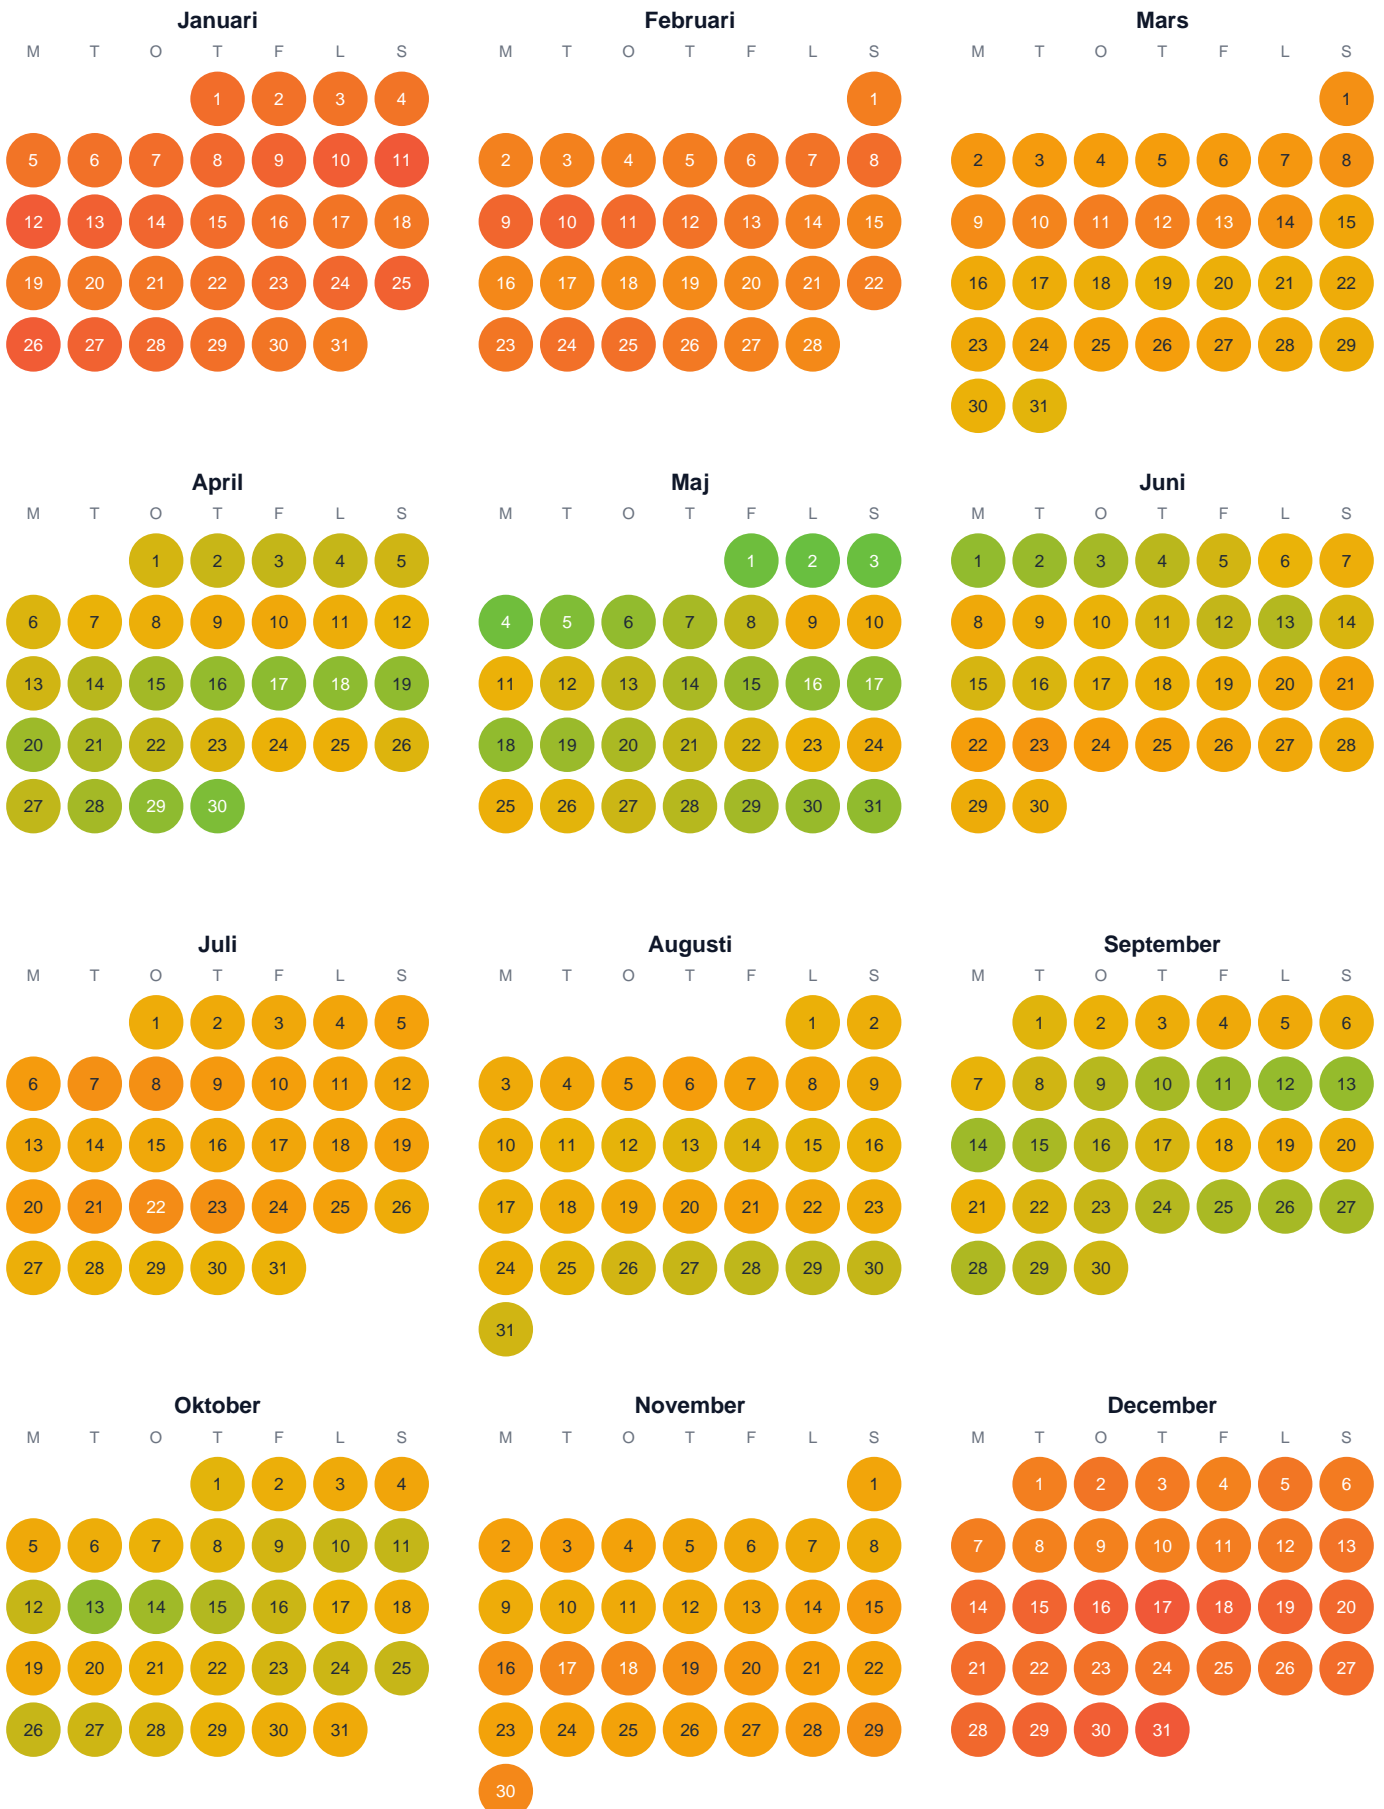 Januari
M T O T F L S
1 2 3 4
5 6 7 8 9 10 11
12 13 14 15 16 17 18
19 20 21 22 23 24 25
26 27 28 29 30 31
Februari
M T O T F L S
1
2 3 4 5 6 7 8
9 10 11 12 13 14 15
16 17 18 19 20 21 22
23 24 25 26 27 28
Mars
M T O T F L S
1
2 3 4 5 6 7 8
9 10 11 12 13 14 15
16 17 18 19 20 21 22
23 24 25 26 27 28 29
30 31
April
M T O T F L S
1 2 3 4 5
6 7 8 9 10 11 12
13 14 15 16 17 18 19
20 21 22 23 24 25 26
27 28 29 30
Maj
M T O T F L S
1 2 3
4 5 6 7 8 9 10
11 12 13 14 15 16 17
18 19 20 21 22 23 24
25 26 27 28 29 30 31
Juni
M T O T F L S
1 2 3 4 5 6 7
8 9 10 11 12 13 14
15 16 17 18 19 20 21
22 23 24 25 26 27 28
29 30
Juli
M T O T F L S
1 2 3 4 5
6 7 8 9 10 11 12
13 14 15 16 17 18 19
20 21 22 23 24 25 26
27 28 29 30 31
Augusti
M T O T F L S
1 2
3 4 5 6 7 8 9
10 11 12 13 14 15 16
17 18 19 20 21 22 23
24 25 26 27 28 29 30
31
September
M T O T F L S
1 2 3 4 5 6
7 8 9 10 11 12 13
14 15 16 17 18 19 20
21 22 23 24 25 26 27
28 29 30
Oktober
M T O T F L S
1 2 3 4
5 6 7 8 9 10 11
12 13 14 15 16 17 18
19 20 21 22 23 24 25
26 27 28 29 30 31
November
M T O T F L S
1
2 3 4 5 6 7 8
9 10 11 12 13 14 15
16 17 18 19 20 21 22
23 24 25 26 27 28 29
30
December
M T O T F L S
1 2 3 4 5 6
7 8 9 10 11 12 13
14 15 16 17 18 19 20
21 22 23 24 25 26 27
28 29 30 31